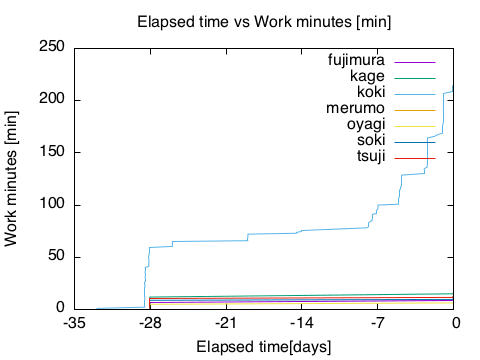 Elapsed time vs Work minutes [min]
250
200
150
100
50
0
Work minutes [min]
fujimura
kage
koki
merumo
oyagi
soki
tsuji
-35 -28 -21 -14 -7 0
Elapsed time[days]